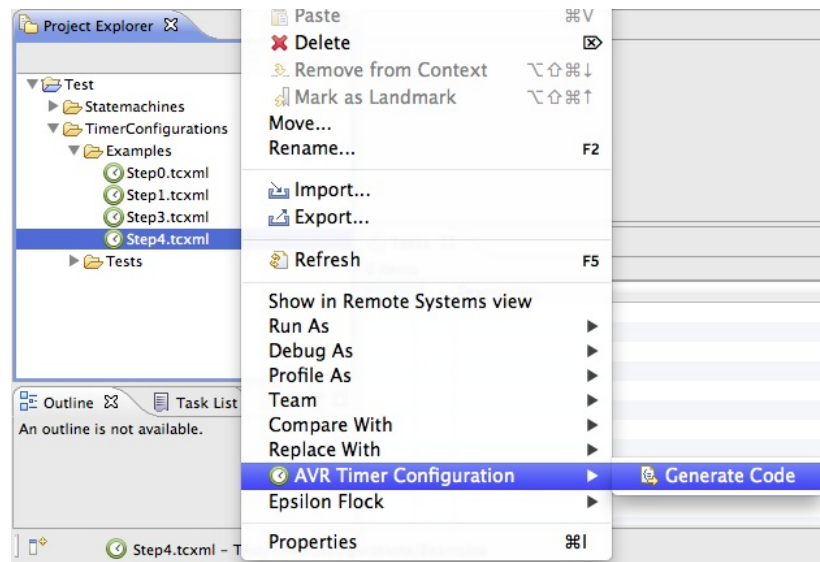 Project Explorer
Test
Statemachines
TimerConfigurations
Examples
Step0.tcxml
Step1.tcxml
Step3.tcxml
Step4.tcxml
Tests
Outline Task List
An outline is not available.
Step4.tcxml – T
Paste ⌘V
Delete ⌦
Remove from Context ⌥⇧⌘↓
Mark as Landmark ⌥⇧⌘↑
Move...
Rename... F2
Import...
Export...
Refresh F5
Show in Remote Systems view
Run As
Debug As
Profile As
Team
Compare With
Replace With
AVR Timer Configuration
Epsilon Flock
Properties ⌘I
Generate Code